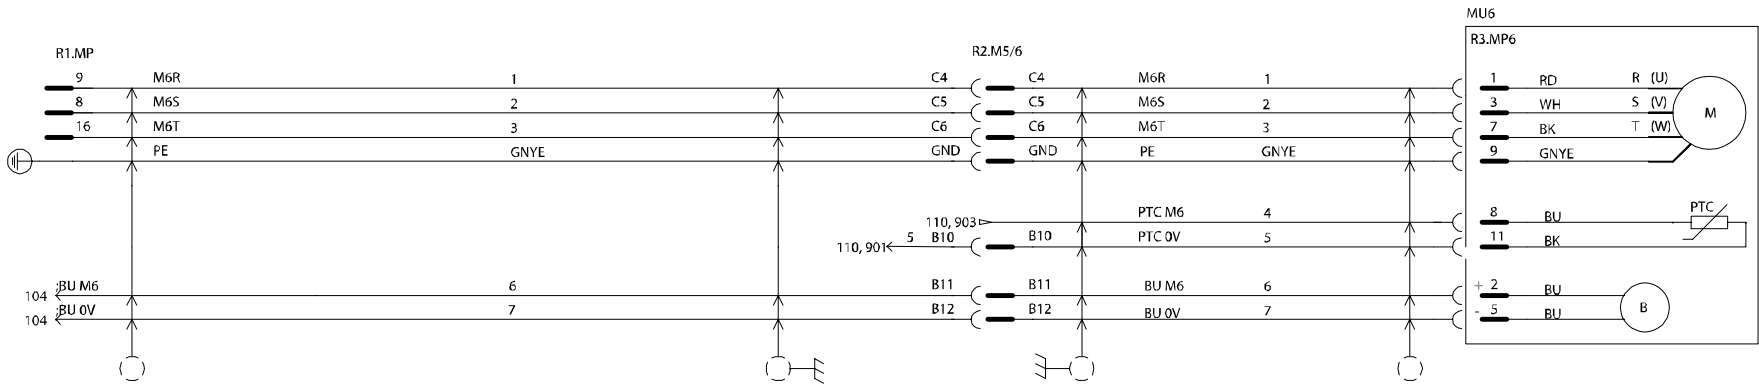 MU6
R1.MP R2.M5/6 R3.MP6
9 M6R 1 C4 C4 M6R 1 1 RD R (U)
8 M6S 2 C5 C5 M6S 2 3 WH S (V) M
16 M6T 3 C6 C6 M6T 3 7 BK T (W)
PE GNYE GND GND PE GNYE 9 GNYE
110, 903 PTC M6 4 8 BU PTC
110, 901 5 B10 B10 PTC 0V 5 11 BK
104 ;BU M6 6 B11 B11 BU M6 6 + 2 BU
104 ;BU 0V 7 B12 B12 BU 0V 7 - 5 BU B